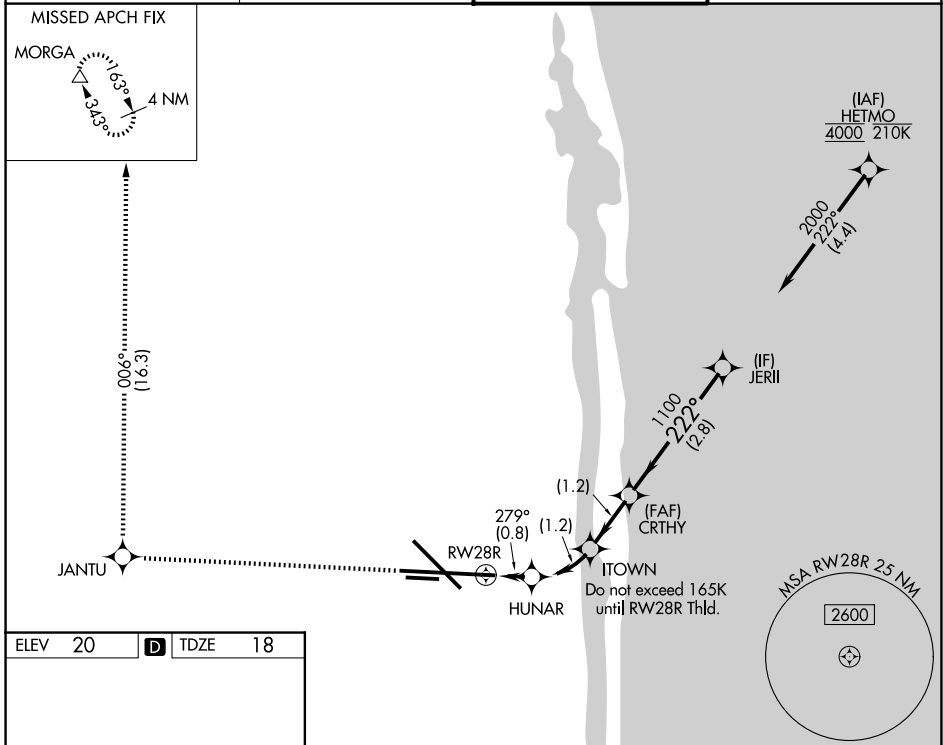 MISSED APCH FIX
MORGA
163°
343°
4 NM
(IAF)
HETMO
4000 210K
2000
222°
(4.4)
(IF)
JERII
1100
222°
(2.8)
006°
(16.3)
(1.2)
(FAF)
CRTHY
279°
(0.8)
(1.2)
RW28R
ITOWN
Do not exceed 165K
until RW28R Thld.
JANTU
HUNAR
MSA RW28R 25 NM
2600
ELEV 20 D TDZE 18